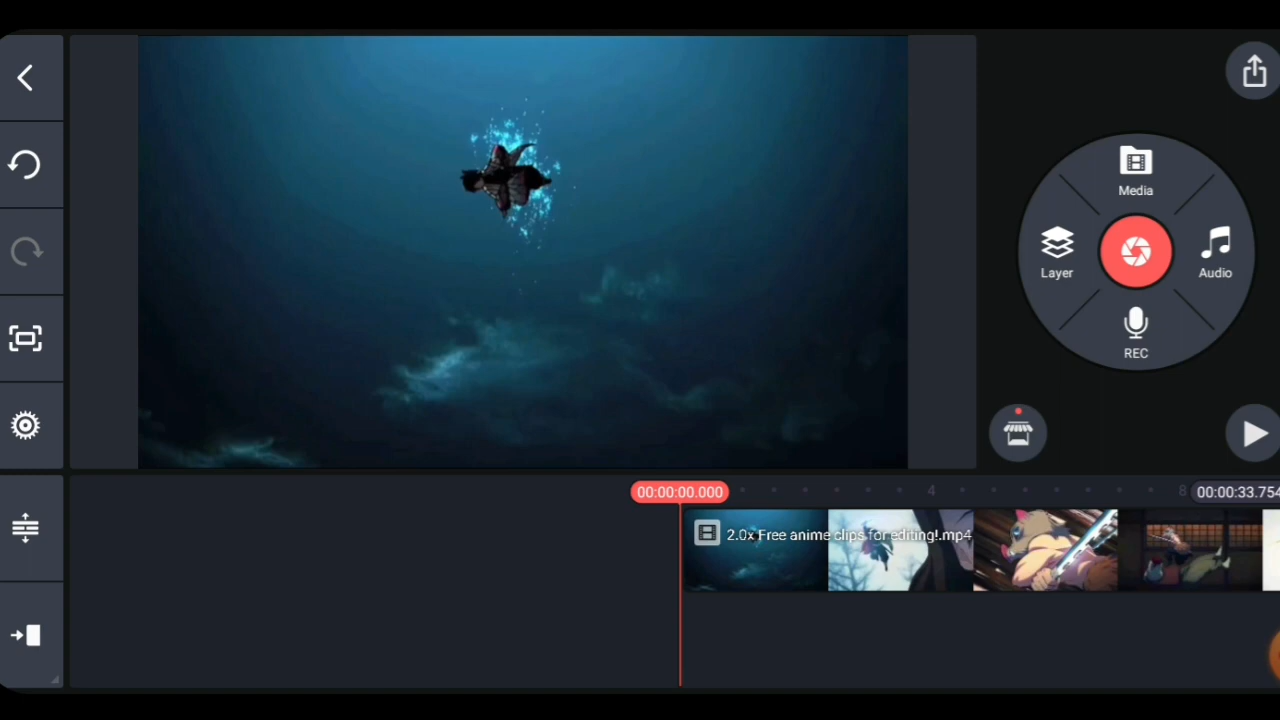 Media
Layer
Audio
REC
00:00:00.000
4
8
00:00:33.754
2.0x Free anime clips for editing!.mp4